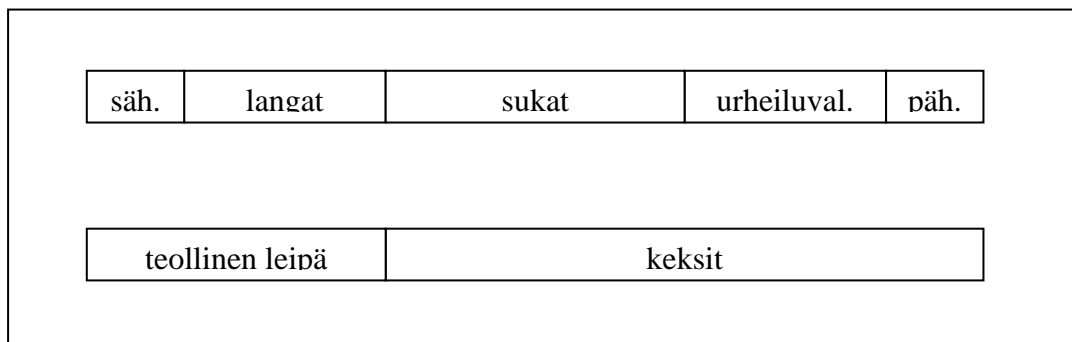 säh. langat sukat urheiluval. päh.
teollinen leipä keksit